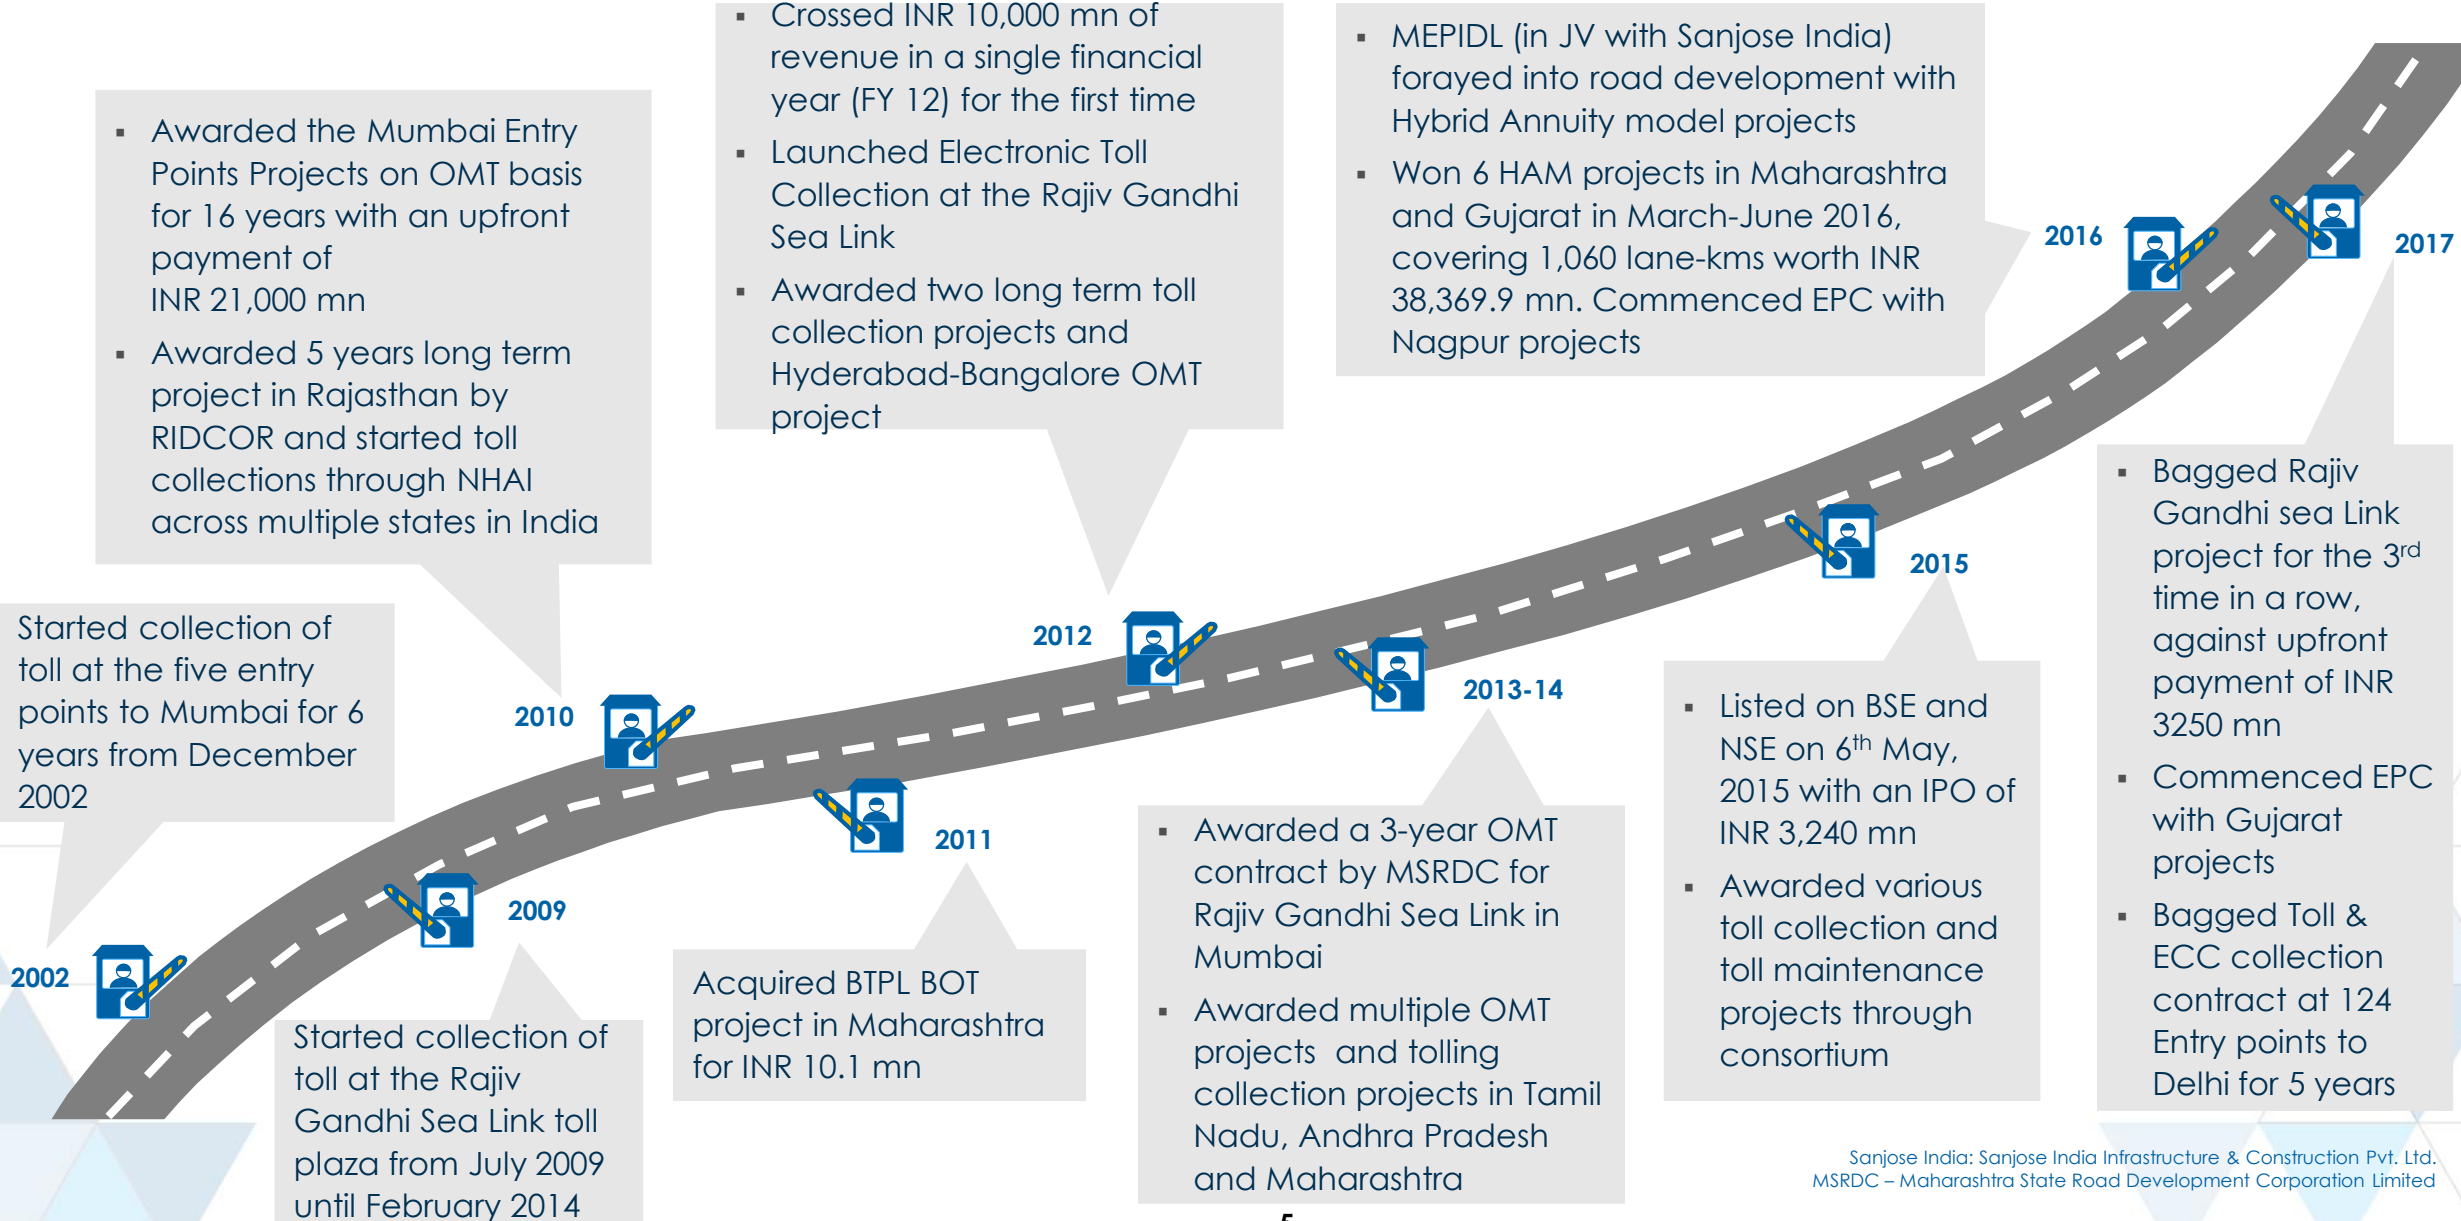 ▪ Crossed INR 10,000 mn of
revenue in a single financial
year (FY 12) for the first time
▪ Launched Electronic Toll
Collection at the Rajiv Gandhi
Sea Link
▪ Awarded two long term toll
collection projects and
Hyderabad-Bangalore OMT
project
▪ MEPIDL (in JV with Sanjose India)
forayed into road development with
Hybrid Annuity model projects
▪ Won 6 HAM projects in Maharashtra
and Gujarat in March-June 2016,
covering 1,060 lane-kms worth INR
38,369.9 mn. Commenced EPC with
Nagpur projects
▪ Awarded the Mumbai Entry
Points Projects on OMT basis
for 16 years with an upfront
payment of
INR 21,000 mn
▪ Awarded 5 years long term
project in Rajasthan by
RIDCOR and started toll
collections through NHAI
across multiple states in India
2016
2017
Started collection of
toll at the five entry
points to Mumbai for 6
years from December
2002
2010
2012
2013-14
2015
▪ Bagged Rajiv
Gandhi sea Link
project for the 3rd
time in a row,
against upfront
payment of INR
3250 mn
▪ Commenced EPC
with Gujarat
projects
▪ Bagged Toll &
ECC collection
contract at 124
Entry points to
Delhi for 5 years
▪ Listed on BSE and
NSE on 6th May,
2015 with an IPO of
INR 3,240 mn
▪ Awarded various
toll collection and
toll maintenance
projects through
consortium
2002
2009
2011
Started collection of
toll at the Rajiv
Gandhi Sea Link toll
plaza from July 2009
until February 2014
Acquired BTPL BOT
project in Maharashtra
for INR 10.1 mn
▪ Awarded a 3-year OMT
contract by MSRDC for
Rajiv Gandhi Sea Link in
Mumbai
▪ Awarded multiple OMT
projects and tolling
collection projects in Tamil
Nadu, Andhra Pradesh
and Maharashtra
Sanjose India: Sanjose India Infrastructure & Construction Pvt. Ltd.
MSRDC – Maharashtra State Road Development Corporation Limited
5